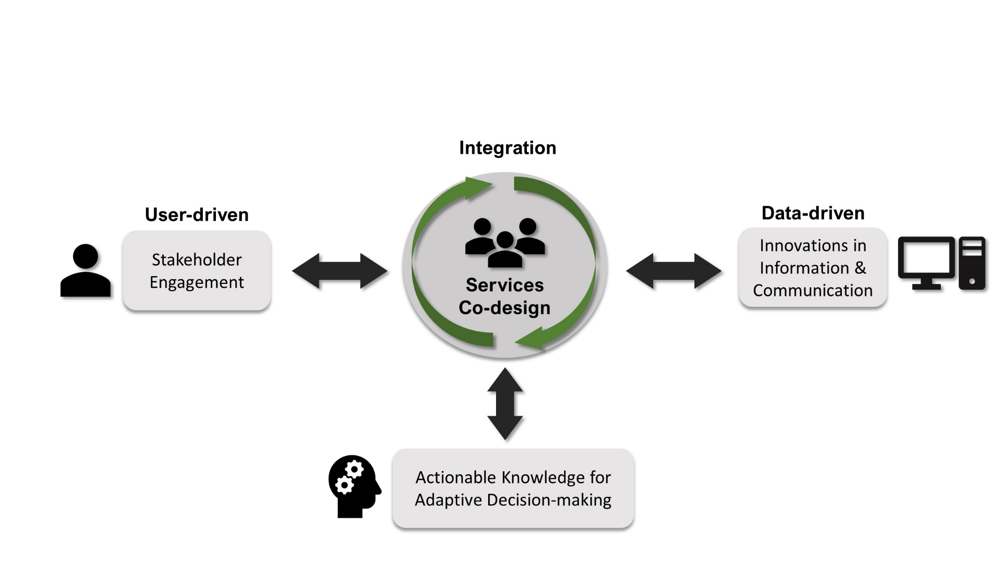 Integration
User-driven
Stakeholder
Engagement
Services
Co-design
Data-driven
Innovations in
Information &
Communication
Actionable Knowledge for
Adaptive Decision-making